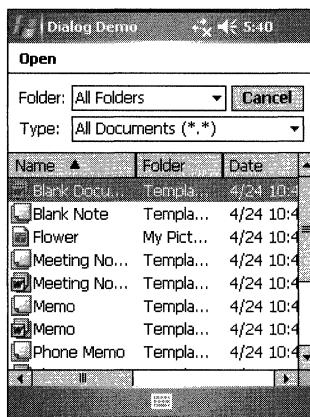 Dialog Demo 5:40
Open
Folder: All Folders Cancel
Type: All Documents (*.*)
Name Folder Date
Blank Docu... Templa... 4/24 10:4
Blank Note Templa... 4/24 10:4
Flower My Pict... 4/24 10:4
Meeting No... Templa... 4/24 10:4
Meeting No... Templa... 4/24 10:4
Memo Templa... 4/24 10:4
Memo Templa... 4/24 10:4
Phone Memo Templa... 4/24 10:4